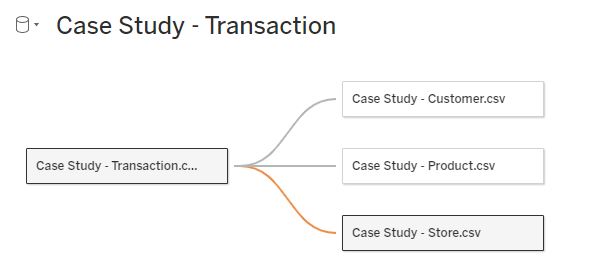 Case Study - Transaction
Case Study - Customer.csv
Case Study - Transaction.c...
Case Study - Product.csv
Case Study - Store.csv